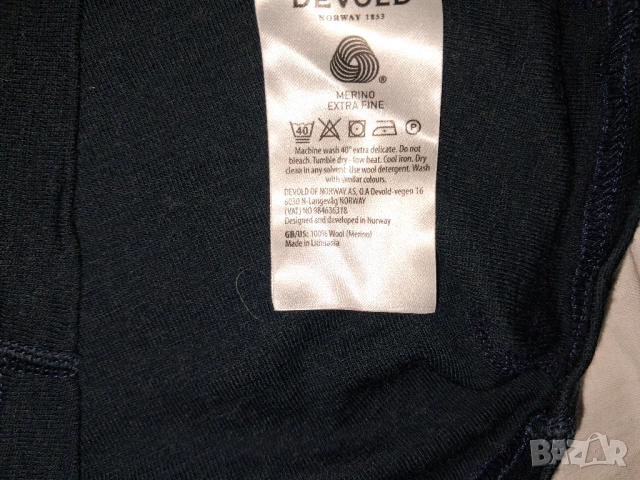 DEVOLD
NORWAY 1853
®
MERINO
EXTRA FINE
40 P
Machine wash 40° extra delicate. Do not
bleach. Tumble dry - low heat. Cool iron. Dry
clean in any solvent. Use wool detergent. Wash
with similar colours.
DEVOLD OF NORWAY AS, O.A Devold-vegen 16
6030 N-Langevåg NORWAY
(VAT) NO 984636318
Designed and developed in Norway
GB/US: 100% Wool (Merino)
Made in Lithuania
BAZAR